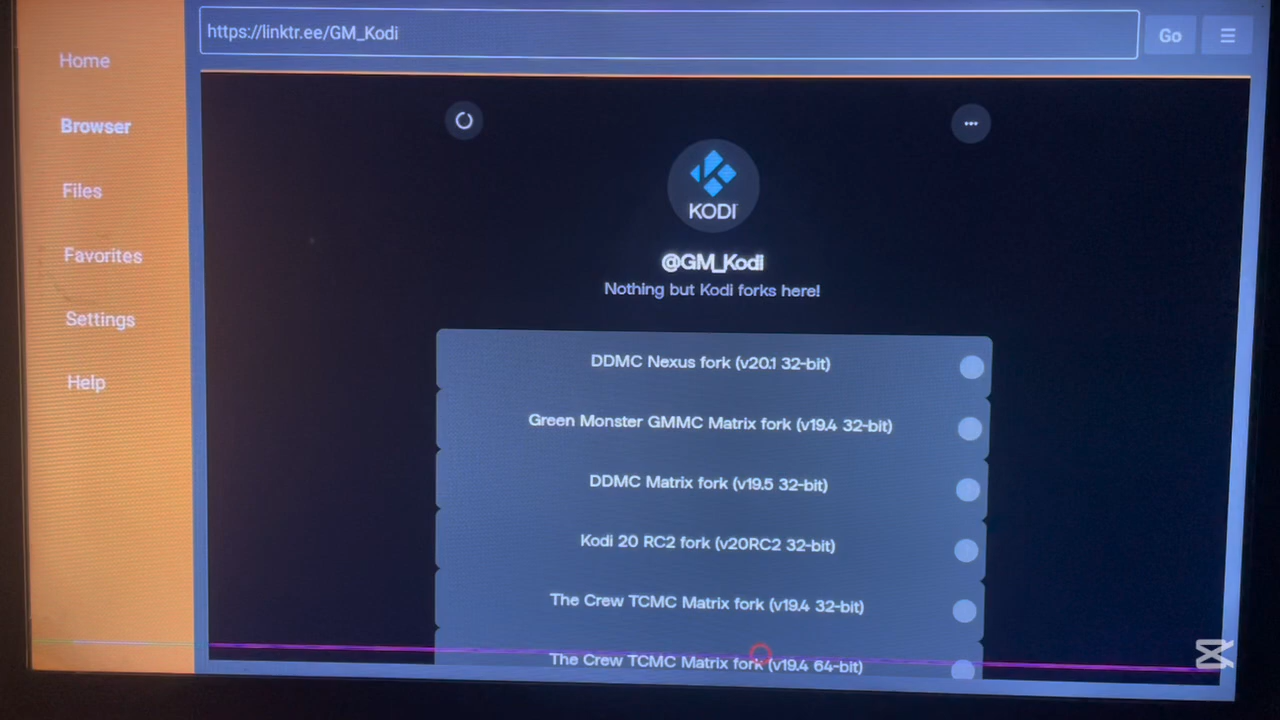 https://linktr.ee/GM_Kodi
Go
Home
Browser
Files
Favorites
Settings
Help
KODI
@GM_Kodi
Nothing but Kodi forks here!
DDMC Nexus fork (v20.1 32-bit)
Green Monster GMMC Matrix fork (v19.4 32-bit)
DDMC Matrix fork (v19.5 32-bit)
Kodi 20 RC2 fork (v20RC2 32-bit)
The Crew TCMC Matrix fork (v19.4 32-bit)
The Crew TCMC Matrix fork (v19.4 64-bit)